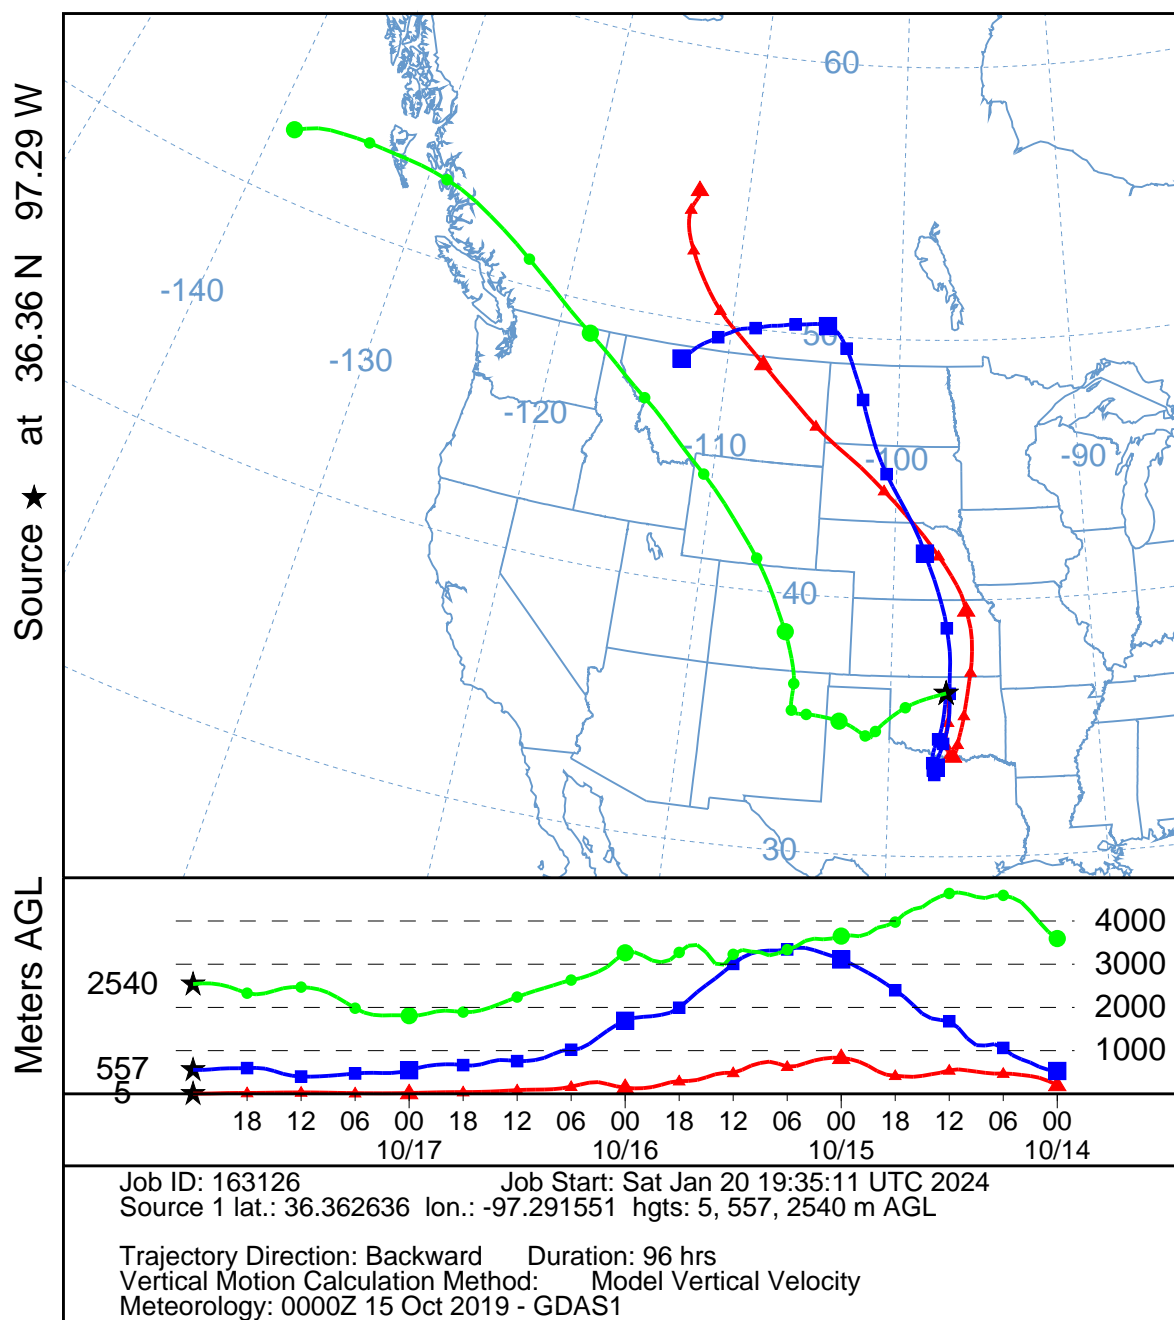 Source ★ at 36.36 N 97.29 W
60
-140
50
-130
-120
-110
-100
-90
40
30
Meters AGL
4000
3000
2540
2000
557
1000
5
18 12 06 00 18 12 06 00 18 12 06 00 18 12 06 00
10/17 10/16 10/15 10/14
Job ID: 163126 Job Start: Sat Jan 20 19:35:11 UTC 2024
Source 1 lat.: 36.362636 lon.: -97.291551 hgts: 5, 557, 2540 m AGL
Trajectory Direction: Backward Duration: 96 hrs
Vertical Motion Calculation Method: Model Vertical Velocity
Meteorology: 0000Z 15 Oct 2019 - GDAS1